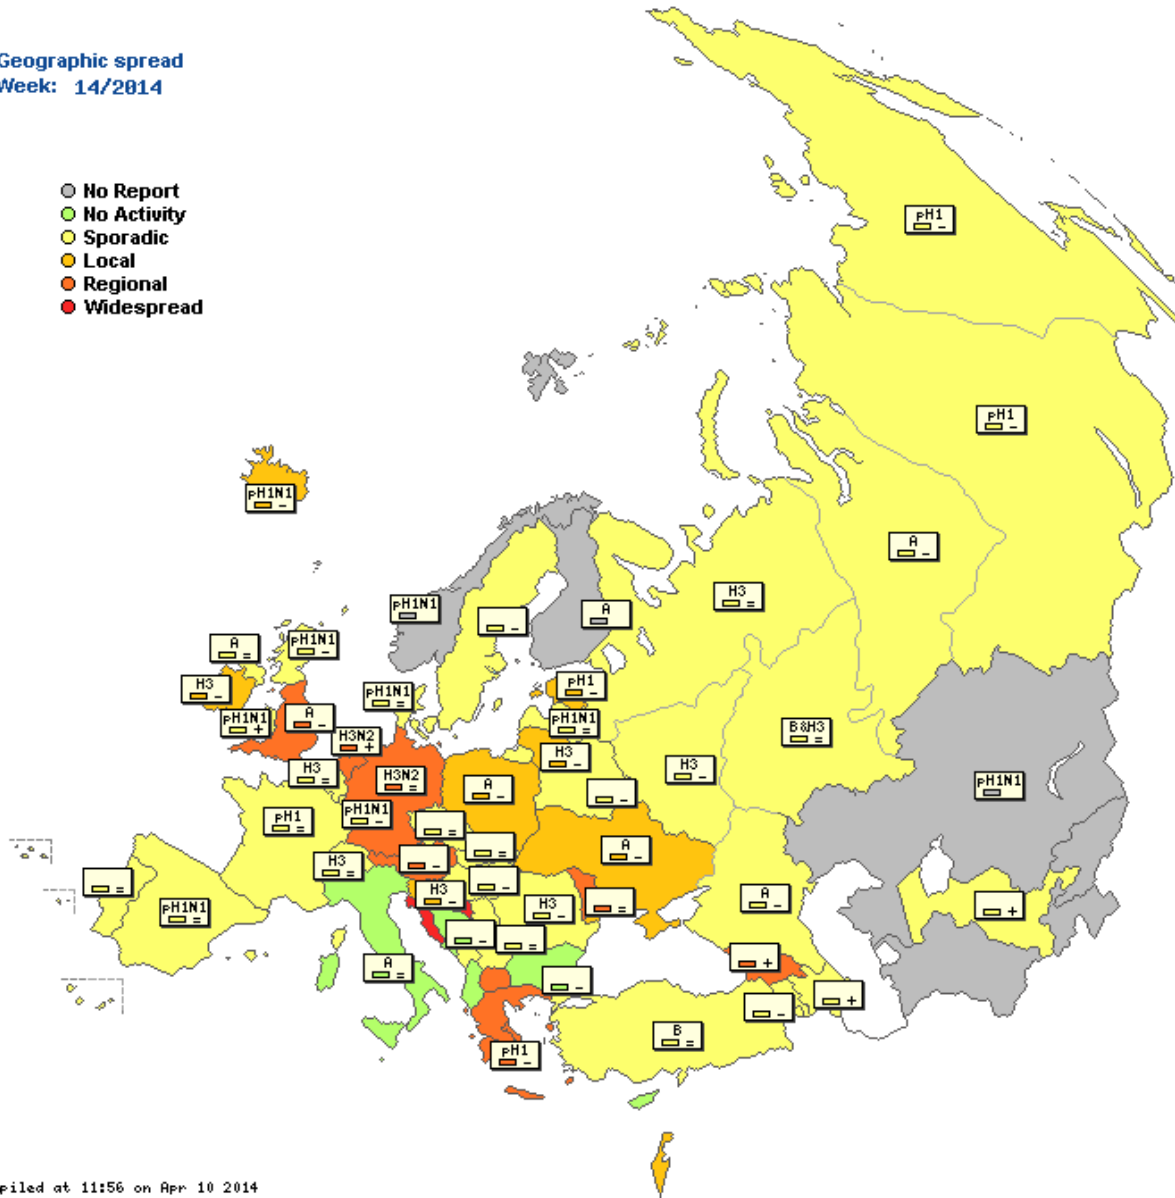 Geographic spread
Week: 14/2014
No Report
No Activity
Sporadic
Local
Regional
Widespread
pH1
-
pH1
-
A
-
pH1N1
-
H3
=
pH1N1
A
-
A
=
pH1N1
-
H3
-
pH1N1
=
pH1
-
pH1N1
+
A
-
H3N2
+
pH1N1
=
B&H3
=
H3
-
H3
=
H3N2
=
H3
-
pH1N1
A
-
-
pH1N1
-
pH1
=
=
=
A
-
-
H3
=
-
=
H3
-
A
-
pH1N1
=
H3
-
=
+
-
=
A
=
-
+
-
+
B
=
pH1
-
piled at 11:56 on Apr 10 2014